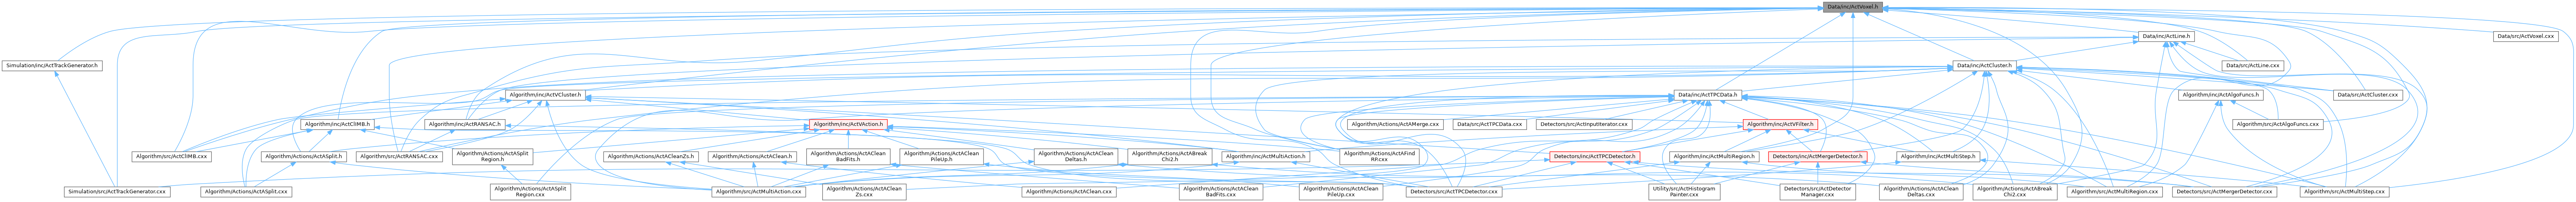 Data/inc/ActVoxel.h
Data/inc/ActLine.h
Data/src/ActVoxel.cxx
Simulation/inc/ActTrackGenerator.h
Data/inc/ActCluster.h
Data/src/ActLine.cxx
Algorithm/inc/ActVCluster.h
Data/inc/ActTPCData.h
Algorithm/inc/ActAlgoFuncs.h
Data/src/ActCluster.cxx
Algorithm/inc/ActCliMB.h
Algorithm/inc/ActRANSAC.h
Algorithm/inc/ActVAction.h
Algorithm/Actions/ActAMerge.cxx
Data/src/ActTPCData.cxx
Detectors/src/ActInputIterator.cxx
Algorithm/inc/ActVFilter.h
Algorithm/src/ActAlgoFuncs.cxx
Algorithm/src/ActCliMB.cxx
Algorithm/Actions/ActASplit.h
Algorithm/src/ActRANSAC.cxx
Algorithm/Actions/ActASplit
Region.h
Algorithm/Actions/ActACleanZs.h
Algorithm/Actions/ActAClean.h
Algorithm/Actions/ActAClean
BadFits.h
Algorithm/Actions/ActAClean
PileUp.h
Algorithm/Actions/ActAClean
Deltas.h
Algorithm/Actions/ActABreak
Chi2.h
Algorithm/inc/ActMultiAction.h
Algorithm/Actions/ActAFind
RP.cxx
Detectors/inc/ActTPCDetector.h
Algorithm/inc/ActMultiRegion.h
Detectors/inc/ActMergerDetector.h
Algorithm/inc/ActMultiStep.h
Simulation/src/ActTrackGenerator.cxx
Algorithm/Actions/ActASplit.cxx
Algorithm/Actions/ActASplit
Region.cxx
Algorithm/src/ActMultiAction.cxx
Algorithm/Actions/ActAClean
Zs.cxx
Algorithm/Actions/ActAClean.cxx
Algorithm/Actions/ActAClean
BadFits.cxx
Algorithm/Actions/ActAClean
PileUp.cxx
Detectors/src/ActTPCDetector.cxx
Utility/src/ActHistogram
Painter.cxx
Detectors/src/ActDetector
Manager.cxx
Algorithm/Actions/ActAClean
Deltas.cxx
Algorithm/Actions/ActABreak
Chi2.cxx
Algorithm/src/ActMultiRegion.cxx
Detectors/src/ActMergerDetector.cxx
Algorithm/src/ActMultiStep.cxx